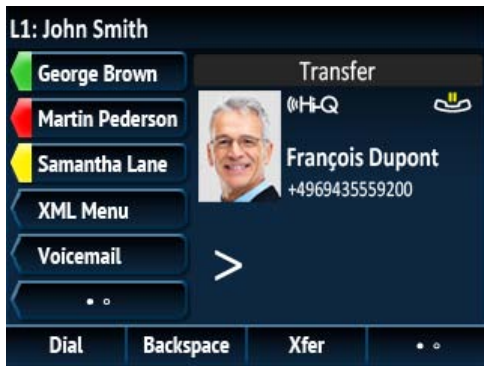 L1: John Smith
George Brown
Martin Pederson
Samantha Lane
XML Menu
Voicemail
Transfer
Hi-Q
François Dupont
+4969435559200
>
Dial Backspace Xfer